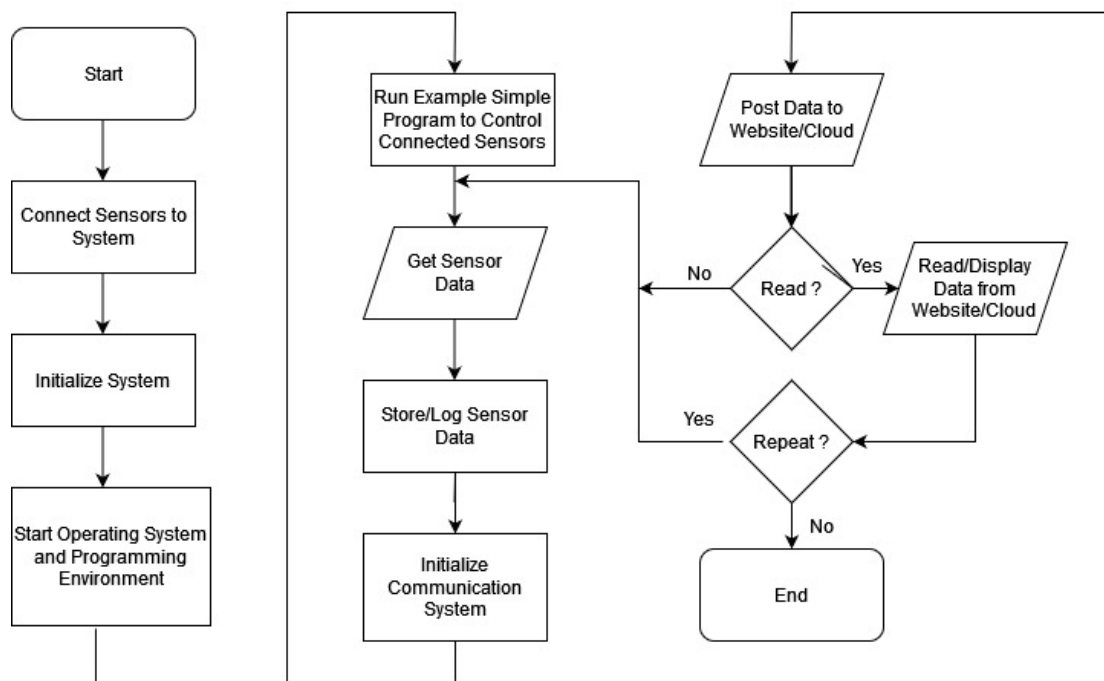 Start
Connect Sensors to
System
Initialize System
Start Operating System
and Programming
Environment
Run Example Simple
Program to Control
Connected Sensors
Get Sensor
Data
Store/Log Sensor
Data
Initialize
Communication
System
Post Data to
Website/Cloud
Read ?
No
Yes
Read/Display
Data from
Website/Cloud
Repeat ?
Yes
No
End